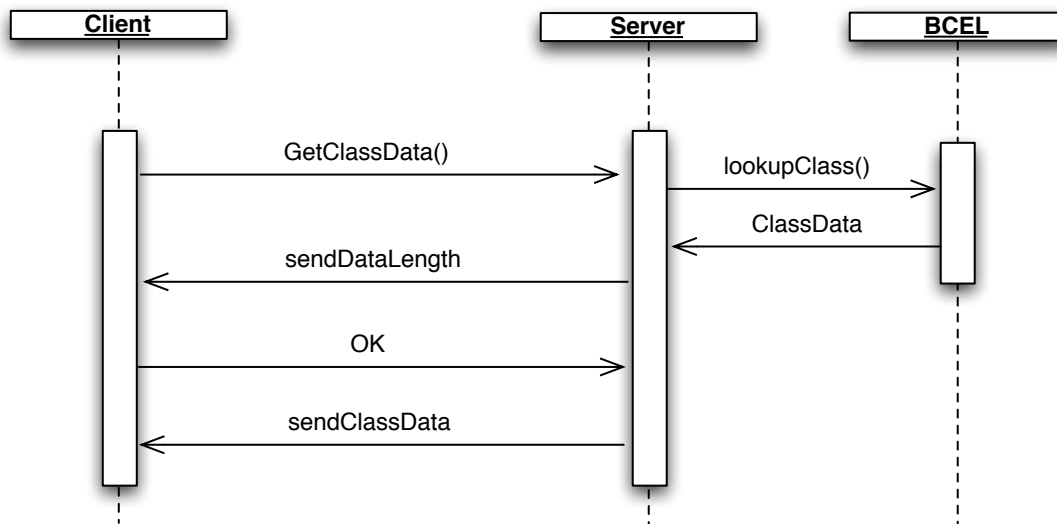 Client
Server
BCEL
GetClassData()
lookupClass()
ClassData
sendDataLength
OK
sendClassData